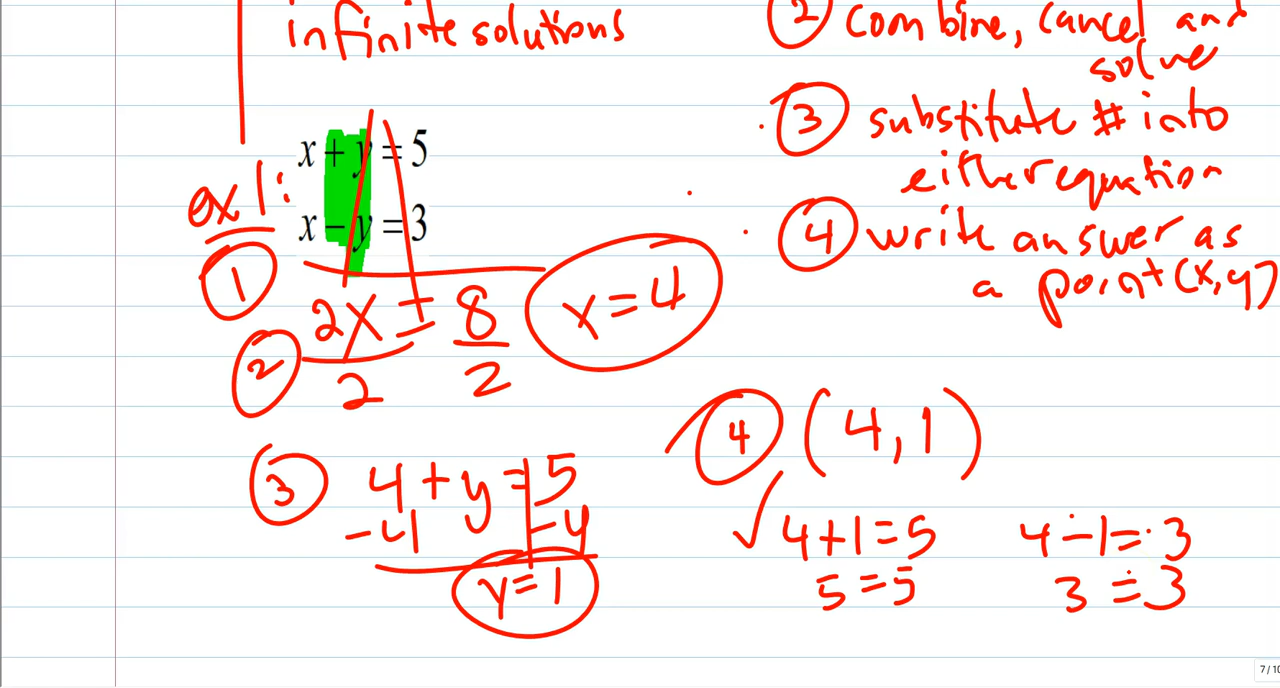 infinite solutions
② combine, cancel and
solve
③ substitute # into
either equation
④ write answer as
a point (x, y)
ex 1:
x + y = 5
x − y = 3
①
② 2x = 8
2 2
x = 4
③ 4 + y = 5
-4 -4
y = 1
④ (4, 1)
√ 4+1=5
5=5
4-1=3
3=3
7 / 10